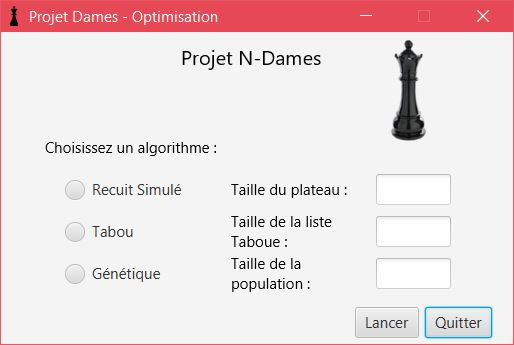 Projet Dames - Optimisation
Projet N-Dames
Choisissez un algorithme :
Recuit Simulé
Taille du plateau :
Tabou
Taille de la liste
Taboue :
Génétique
Taille de la
population :
Lancer
Quitter